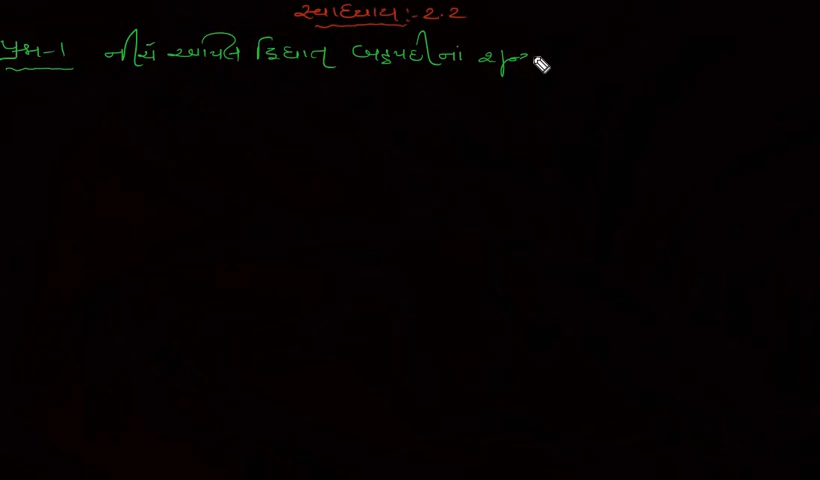 સ્વાધ્યાય :- 2.2
પ્રશ્ન-1 નીચે આપેલ દ્વિઘાત બહુપદીનાં